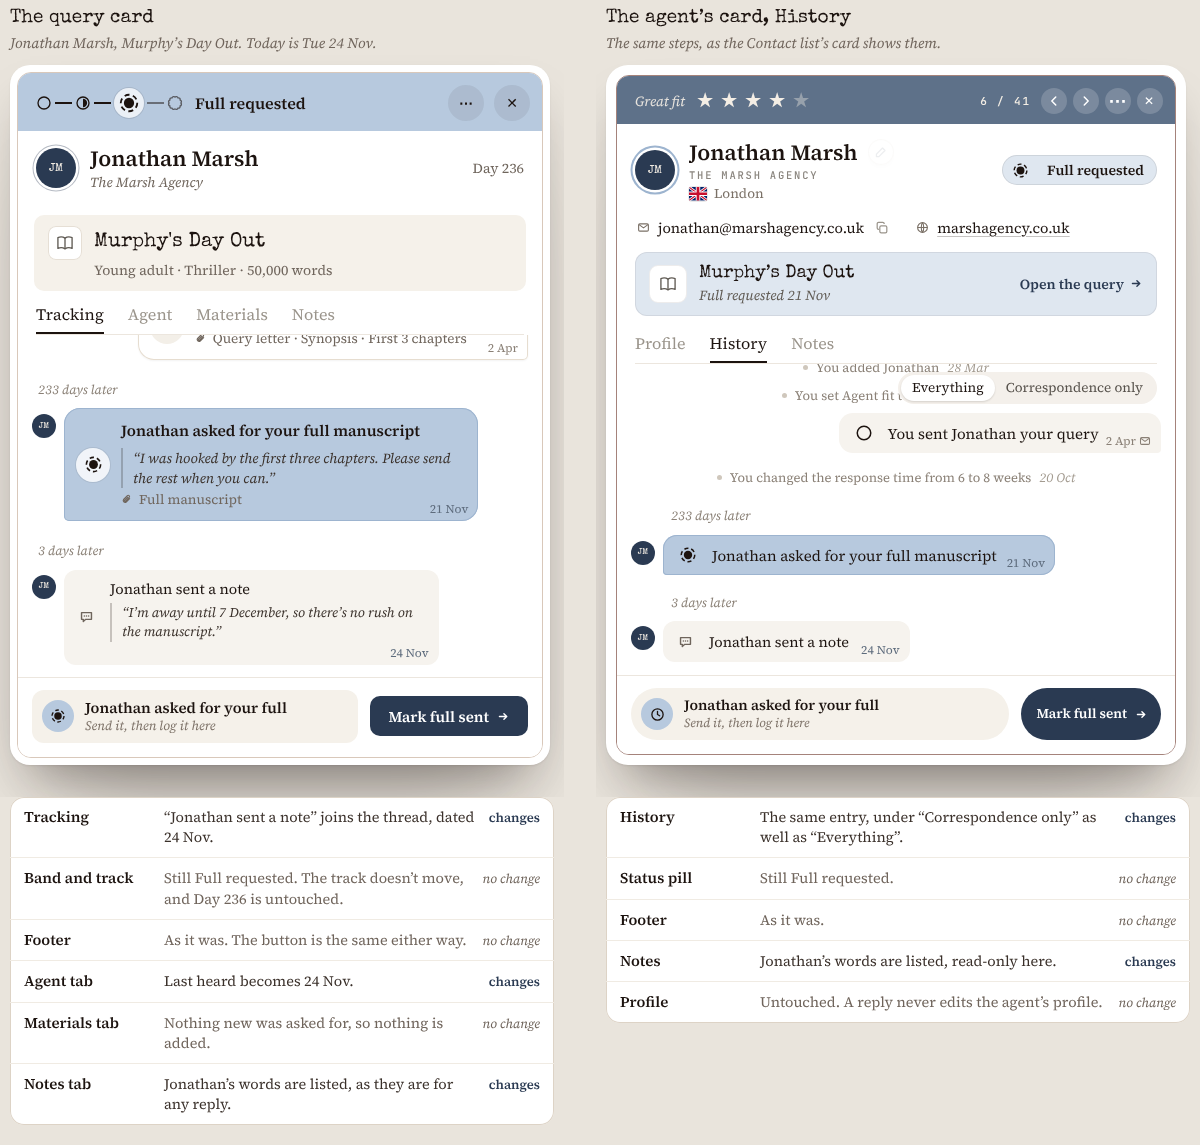 The query card
Jonathan Marsh, Murphy’s Day Out. Today is Tue 24 Nov.
Full requested
JM
Jonathan Marsh
The Marsh Agency
Day 236
Murphy's Day Out
Young adult · Thriller · 50,000 words
Tracking Agent Materials Notes
Query letter · Synopsis · First 3 chapters
2 Apr
233 days later
JM
Jonathan asked for your full manuscript
“I was hooked by the first three chapters. Please send
the rest when you can.”
Full manuscript
21 Nov
3 days later
JM
Jonathan sent a note
“I’m away until 7 December, so there’s no rush on
the manuscript.”
24 Nov
Jonathan asked for your full
Send it, then log it here
Mark full sent →
Tracking
“Jonathan sent a note” joins the thread, dated
24 Nov.
changes
Band and track
Still Full requested. The track doesn’t move,
and Day 236 is untouched.
no change
Footer
As it was. The button is the same either way.
no change
Agent tab
Last heard becomes 24 Nov.
changes
Materials tab
Nothing new was asked for, so nothing is
added.
no change
Notes tab
Jonathan’s words are listed, as they are for
any reply.
changes
The agent’s card, History
The same steps, as the Contact list’s card shows them.
Great fit ★ ★ ★ ★ ★
6 / 41
JM
Jonathan Marsh
THE MARSH AGENCY
London
Full requested
jonathan@marshagency.co.uk
marshagency.co.uk
Murphy’s Day Out
Full requested 21 Nov
Open the query →
Profile History Notes
You added Jonathan 28 Mar
You set Agent fit
Everything Correspondence only
You sent Jonathan your query
2 Apr
You changed the response time from 6 to 8 weeks 20 Oct
233 days later
JM
Jonathan asked for your full manuscript
21 Nov
3 days later
JM
Jonathan sent a note
24 Nov
Jonathan asked for your full
Send it, then log it here
Mark full sent →
History
The same entry, under “Correspondence only” as
well as “Everything”.
changes
Status pill
Still Full requested.
no change
Footer
As it was.
no change
Notes
Jonathan’s words are listed, read-only here.
changes
Profile
Untouched. A reply never edits the agent’s profile.
no change